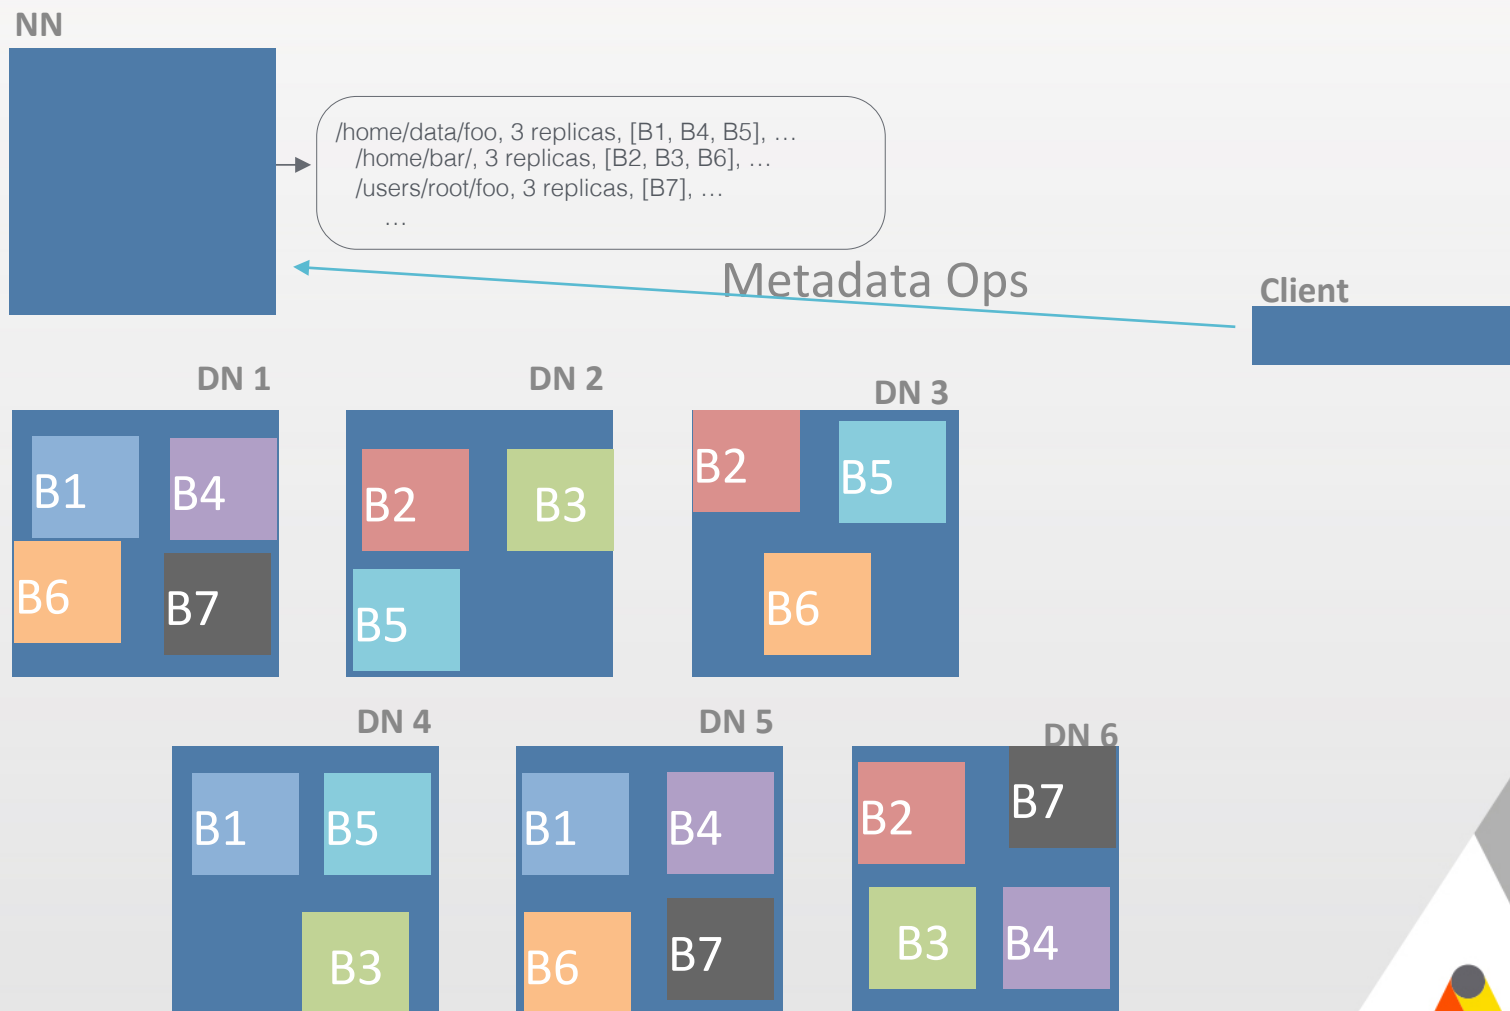 NN
/home/data/foo, 3 replicas, [B1, B4, B5], …
/home/bar/, 3 replicas, [B2, B3, B6], …
/users/root/foo, 3 replicas, [B7], …
…
Metadata Ops
Client
DN 1
B1
B4
B6
B7
DN 2
B2
B3
B5
DN 3
B2
B5
B6
DN 4
B1
B5
B3
DN 5
B1
B4
B6
B7
DN 6
B2
B7
B3
B4